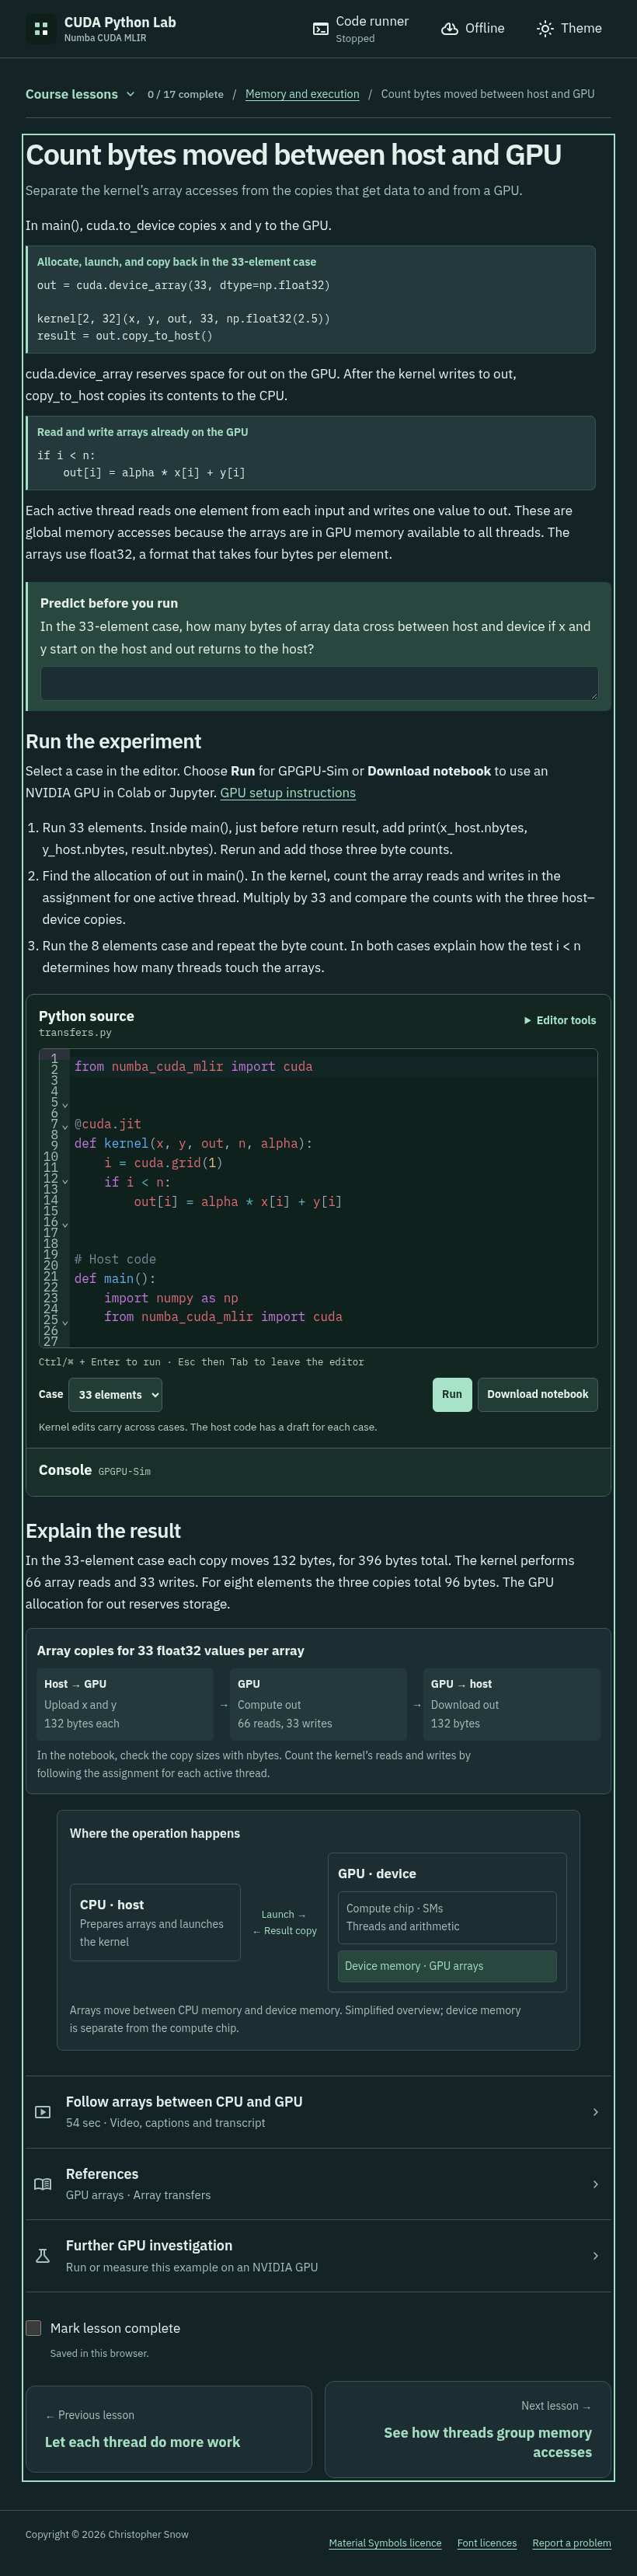 CUDA Python Lab
Numba CUDA MLIR
Code runner
Stopped
Offline
Theme
Course lessons 0 / 17 complete / Memory and execution / Count bytes moved between host and GPU
Count bytes moved between host and GPU
Separate the kernel’s array accesses from the copies that get data to and from a GPU.
In main(), cuda.to_device copies x and y to the GPU.
Allocate, launch, and copy back in the 33-element case
out = cuda.device_array(33, dtype=np.float32)
kernel[2, 32](x, y, out, 33, np.float32(2.5))
result = out.copy_to_host()
cuda.device_array reserves space for out on the GPU. After the kernel writes to out,
copy_to_host copies its contents to the CPU.
Read and write arrays already on the GPU
if i < n:
    out[i] = alpha * x[i] + y[i]
Each active thread reads one element from each input and writes one value to out. These are
global memory accesses because the arrays are in GPU memory available to all threads. The
arrays use float32, a format that takes four bytes per element.
Predict before you run
In the 33-element case, how many bytes of array data cross between host and device if x and
y start on the host and out returns to the host?
Run the experiment
Select a case in the editor. Choose Run for GPGPU-Sim or Download notebook to use an
NVIDIA GPU in Colab or Jupyter. GPU setup instructions
1. Run 33 elements. Inside main(), just before return result, add print(x_host.nbytes,
y_host.nbytes, result.nbytes). Rerun and add those three byte counts.
2. Find the allocation of out in main(). In the kernel, count the array reads and writes in the
assignment for one active thread. Multiply by 33 and compare the counts with the three host–
device copies.
3. Run the 8 elements case and repeat the byte count. In both cases explain how the test i < n
determines how many threads touch the arrays.
Python source
transfers.py
▶ Editor tools
1
2
3
4
5
6
7
8
9
10
11
12
13
14
15
16
17
18
19
20
21
22
23
24
25
26
27
from numba_cuda_mlir import cuda
@cuda.jit
def kernel(x, y, out, n, alpha):
    i = cuda.grid(1)
    if i < n:
        out[i] = alpha * x[i] + y[i]
# Host code
def main():
    import numpy as np
    from numba_cuda_mlir import cuda
Ctrl/⌘ + Enter to run · Esc then Tab to leave the editor
Case 33 elements Run Download notebook
Kernel edits carry across cases. The host code has a draft for each case.
Console GPGPU-Sim
Explain the result
In the 33-element case each copy moves 132 bytes, for 396 bytes total. The kernel performs
66 array reads and 33 writes. For eight elements the three copies total 96 bytes. The GPU
allocation for out reserves storage.
Array copies for 33 float32 values per array
Host → GPU
Upload x and y
132 bytes each
→
GPU
Compute out
66 reads, 33 writes
→
GPU → host
Download out
132 bytes
In the notebook, check the copy sizes with nbytes. Count the kernel’s reads and writes by
following the assignment for each active thread.
Where the operation happens
CPU · host
Prepares arrays and launches
the kernel
Launch →
← Result copy
GPU · device
Compute chip · SMs
Threads and arithmetic
Device memory · GPU arrays
Arrays move between CPU memory and device memory. Simplified overview; device memory
is separate from the compute chip.
Follow arrays between CPU and GPU
54 sec · Video, captions and transcript
References
GPU arrays · Array transfers
Further GPU investigation
Run or measure this example on an NVIDIA GPU
Mark lesson complete
Saved in this browser.
← Previous lesson
Let each thread do more work
Next lesson →
See how threads group memory
accesses
Copyright © 2026 Christopher Snow
Material Symbols licence Font licences Report a problem